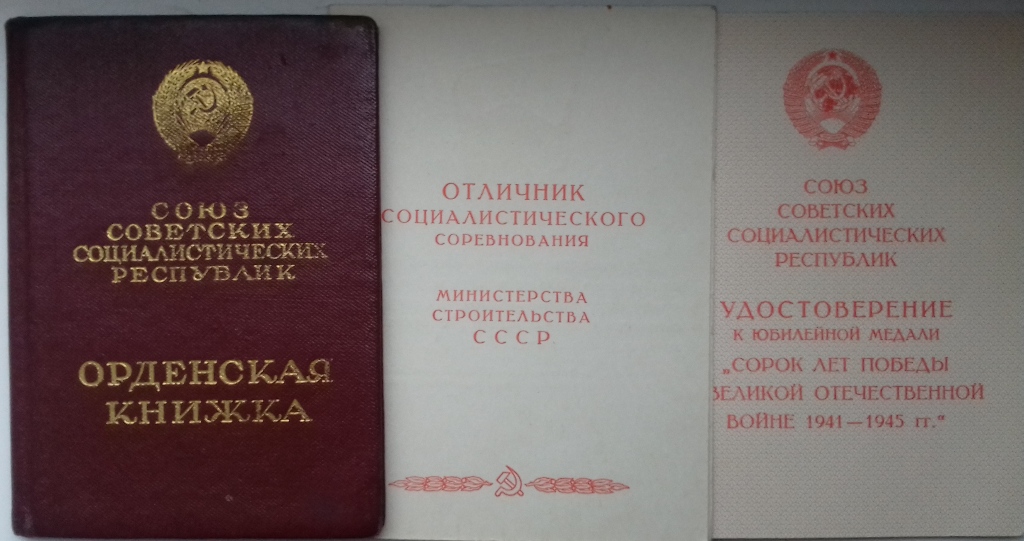 СОЮЗ
СОВЕТСКИХ
СОЦИАЛИСТИЧЕСКИХ
РЕСПУБЛИК
ОРДЕНСКАЯ
КНИЖКА
ОТЛИЧНИК
СОЦИАЛИСТИЧЕСКОГО
СОРЕВНОВАНИЯ
МИНИСТЕРСТВА
СТРОИТЕЛЬСТВА
СССР
СОЮЗ
СОВЕТСКИХ
СОЦИАЛИСТИЧЕСКИХ
РЕСПУБЛИК
УДОСТОВЕРЕНИЕ
К ЮБИЛЕЙНОЙ МЕДАЛИ
„СОРОК ЛЕТ ПОБЕДЫ
ВЕЛИКОЙ ОТЕЧЕСТВЕННОЙ
ВОЙНЕ 1941—1945 гг."